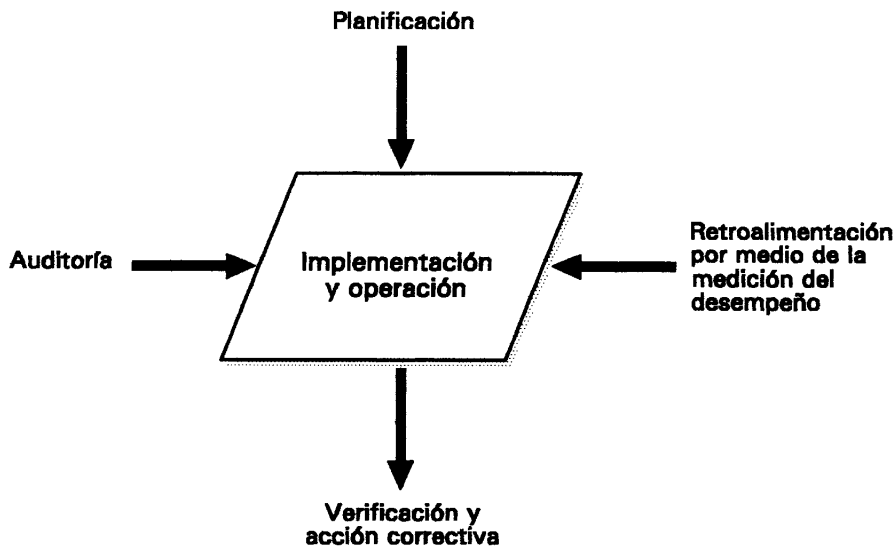 Planificación
Auditoría
Implementación
y operación
Retroalimentación
por medio de la
medición del
desempeño
Verificación y
acción correctiva